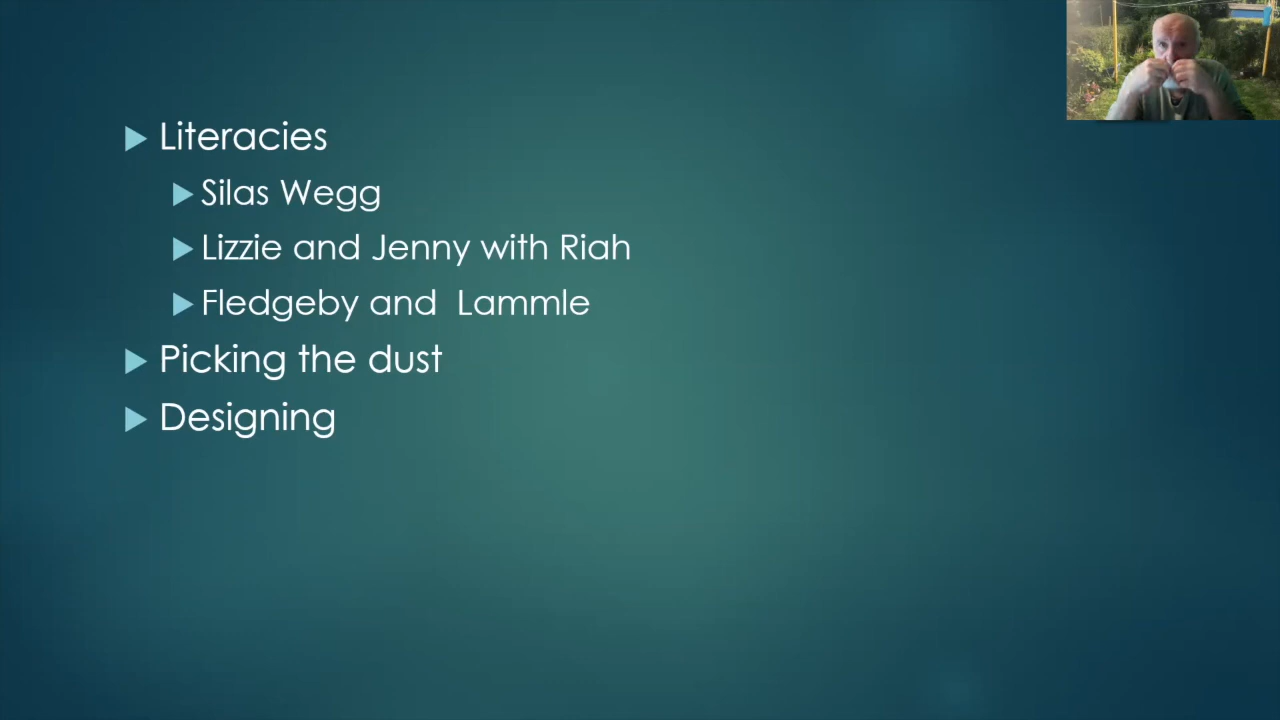 Literacies
Silas Wegg
Lizzie and Jenny with Riah
Fledgeby and  Lammle
Picking the dust
Designing